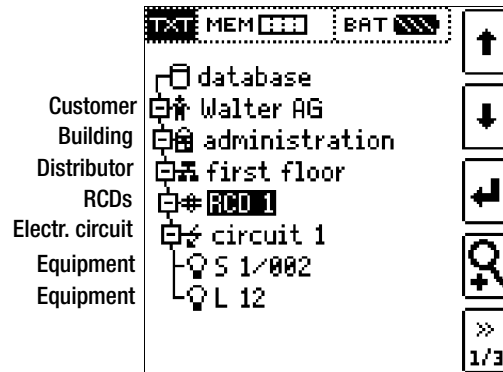 TXT MEM BAT
database
Customer Walter AG
Building administration
Distributor first floor
RCDs RCD 1
Electr. circuit circuit 1
Equipment S 1/002
Equipment L 12
»
1/3